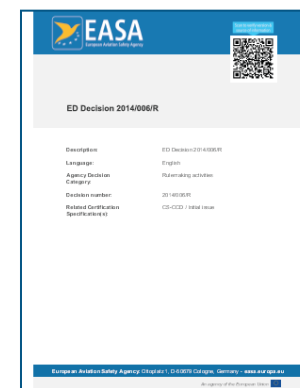 EASA
European Aviation Safety Agency
ED Decision 2014/006/R
Description: ED Decision 2014/006/R
Language: English
Agency Decision Category: Rulemaking activities
Decision number: 2014/006/R
Related Certification Specification(s) CS-CCD / Initial issue
European Aviation Safety Agency Ottoplatz 1, D-50679 Cologne, Germany – easa.europa.eu
An agency of the European Union